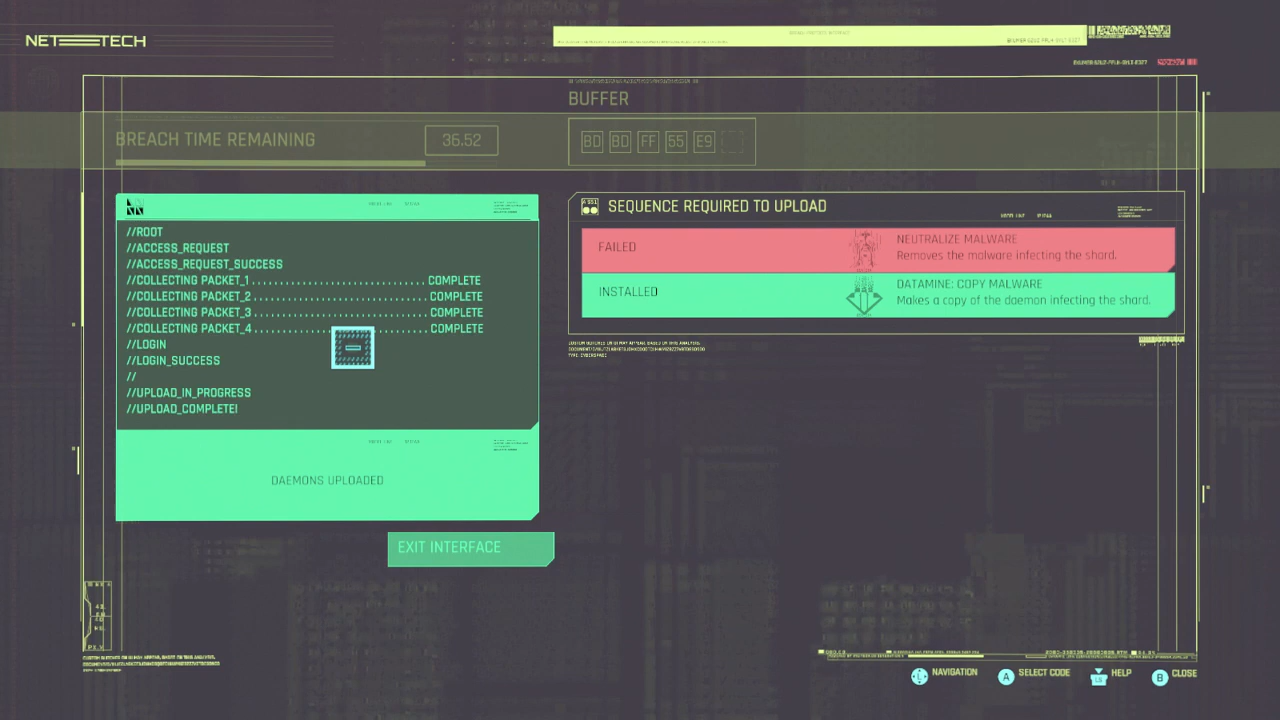 NET TECH
BUFFER
BREACH TIME REMAINING
36.52
BD BD FF 55 E9
SEQUENCE REQUIRED TO UPLOAD
FAILED
NEUTRALIZE MALWARE
Removes the malware infecting the shard.
INSTALLED
DATAMINE: COPY MALWARE
Makes a copy of the daemon infecting the shard.
//ROOT
//ACCESS_REQUEST
//ACCESS_REQUEST_SUCCESS
//COLLECTING PACKET_1..............................COMPLETE
//COLLECTING PACKET_2..............................COMPLETE
//COLLECTING PACKET_3..............................COMPLETE
//COLLECTING PACKET_4..............................COMPLETE
//LOGIN
//LOGIN_SUCCESS
//
//UPLOAD_IN_PROGRESS
//UPLOAD_COMPLETE!
DAEMONS UPLOADED
EXIT INTERFACE
L NAVIGATION
A SELECT CODE
LS HELP
B CLOSE